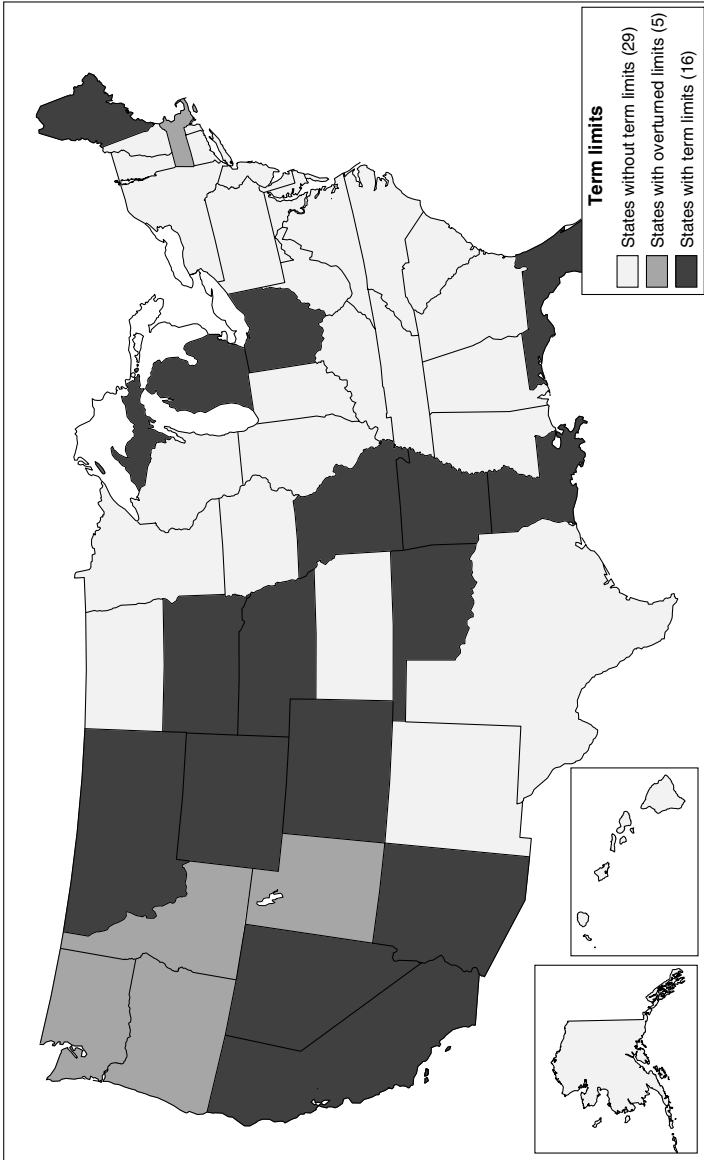 Term limits
States without term limits (29)
States with overturned limits (5)
States with term limits (16)